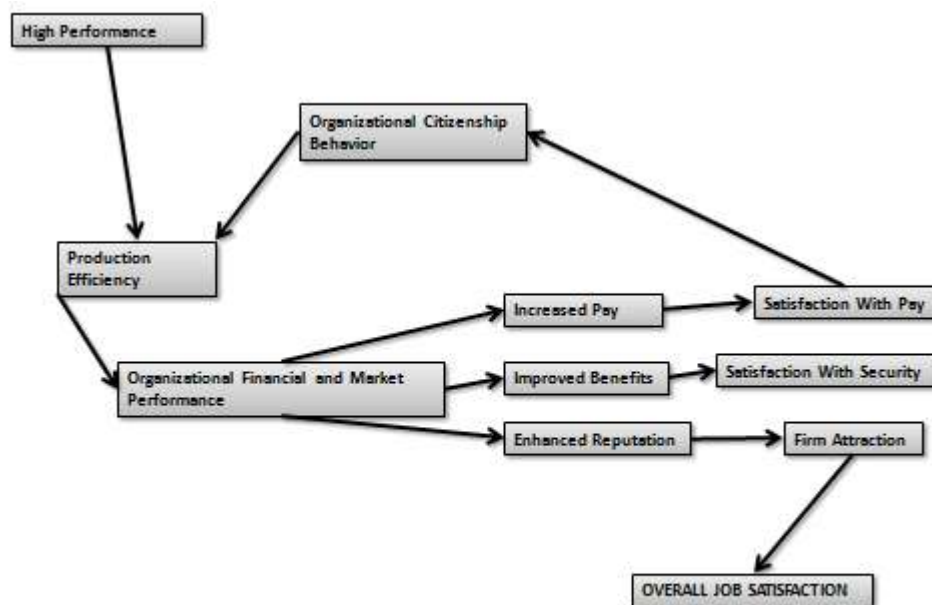 High Performance
Organizational Citizenship
Behavior
Production
Efficiency
Increased Pay
Satisfaction With Pay
Organizational Financial and Market
Performance
Improved Benefits
Satisfaction With Security
Enhanced Reputation
Firm Attraction
OVERALL JOB SATISFACTION